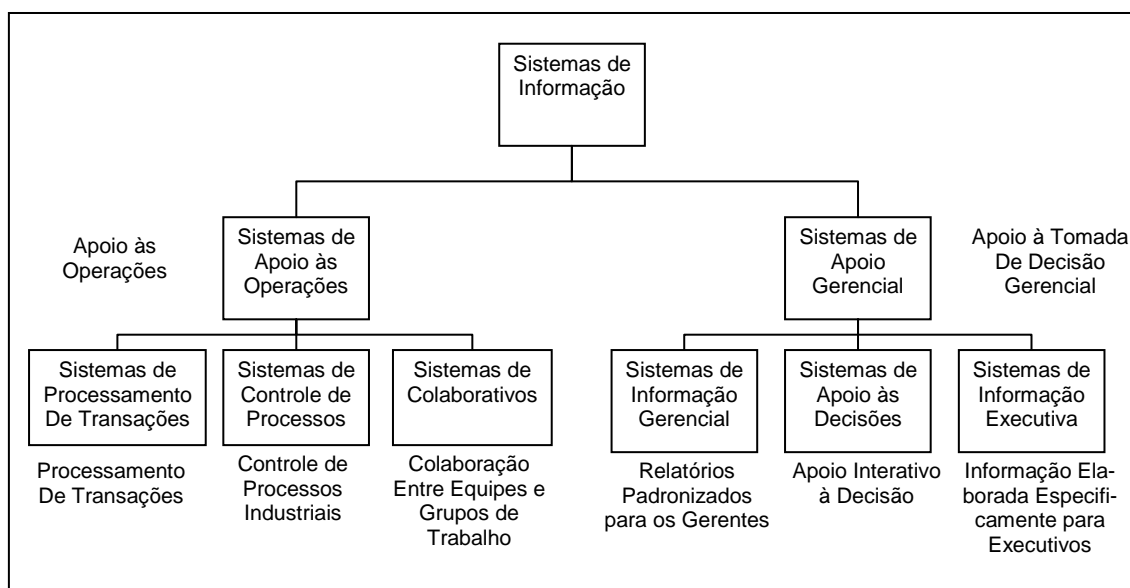 Sistemas de
Informação
Apoio às
Operações
Sistemas de
Apoio às
Operações
Sistemas de
Apoio
Gerencial
Apoio à Tomada
De Decisão
Gerencial
Sistemas de
Processamento
De Transações
Sistemas de
Controle de
Processos
Sistemas de
Colaborativos
Sistemas de
Informação
Gerencial
Sistemas de
Apoio às
Decisões
Sistemas de
Informação
Executiva
Processamento
De Transações
Controle de
Processos
Industriais
Colaboração
Entre Equipes e
Grupos de
Trabalho
Relatórios
Padronizados
para os Gerentes
Apoio Interativo
à Decisão
Informação Ela-
borada Especifi-
camente para
Executivos